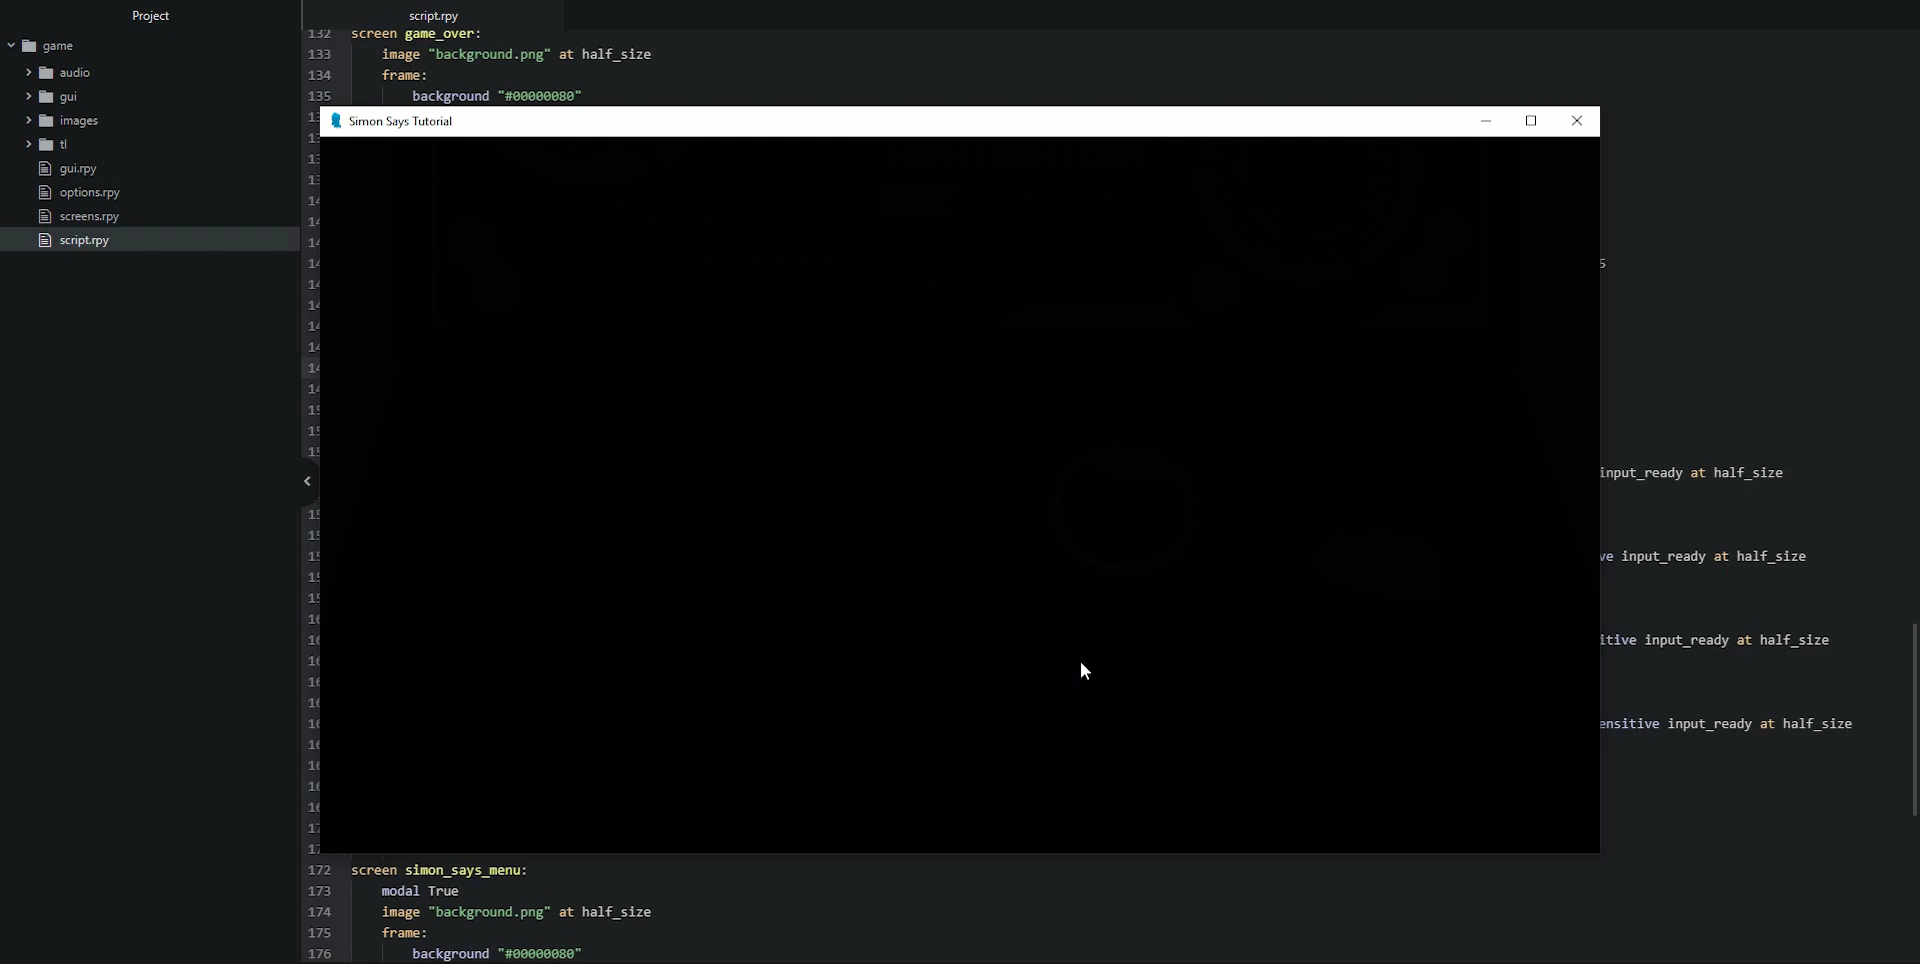 Project
script.rpy
game
audio
gui
images
tl
gui.rpy
options.rpy
screens.rpy
script.rpy
132 screen game_over:
133 image "background.png" at half_size
134 frame:
135 background "#00000080"
Simon Says Tutorial
5
input_ready at half_size
ve input_ready at half_size
itive input_ready at half_size
ensitive input_ready at half_size
172 screen simon_says_menu:
173 modal True
174 image "background.png" at half_size
175 frame:
176 background "#00000080"